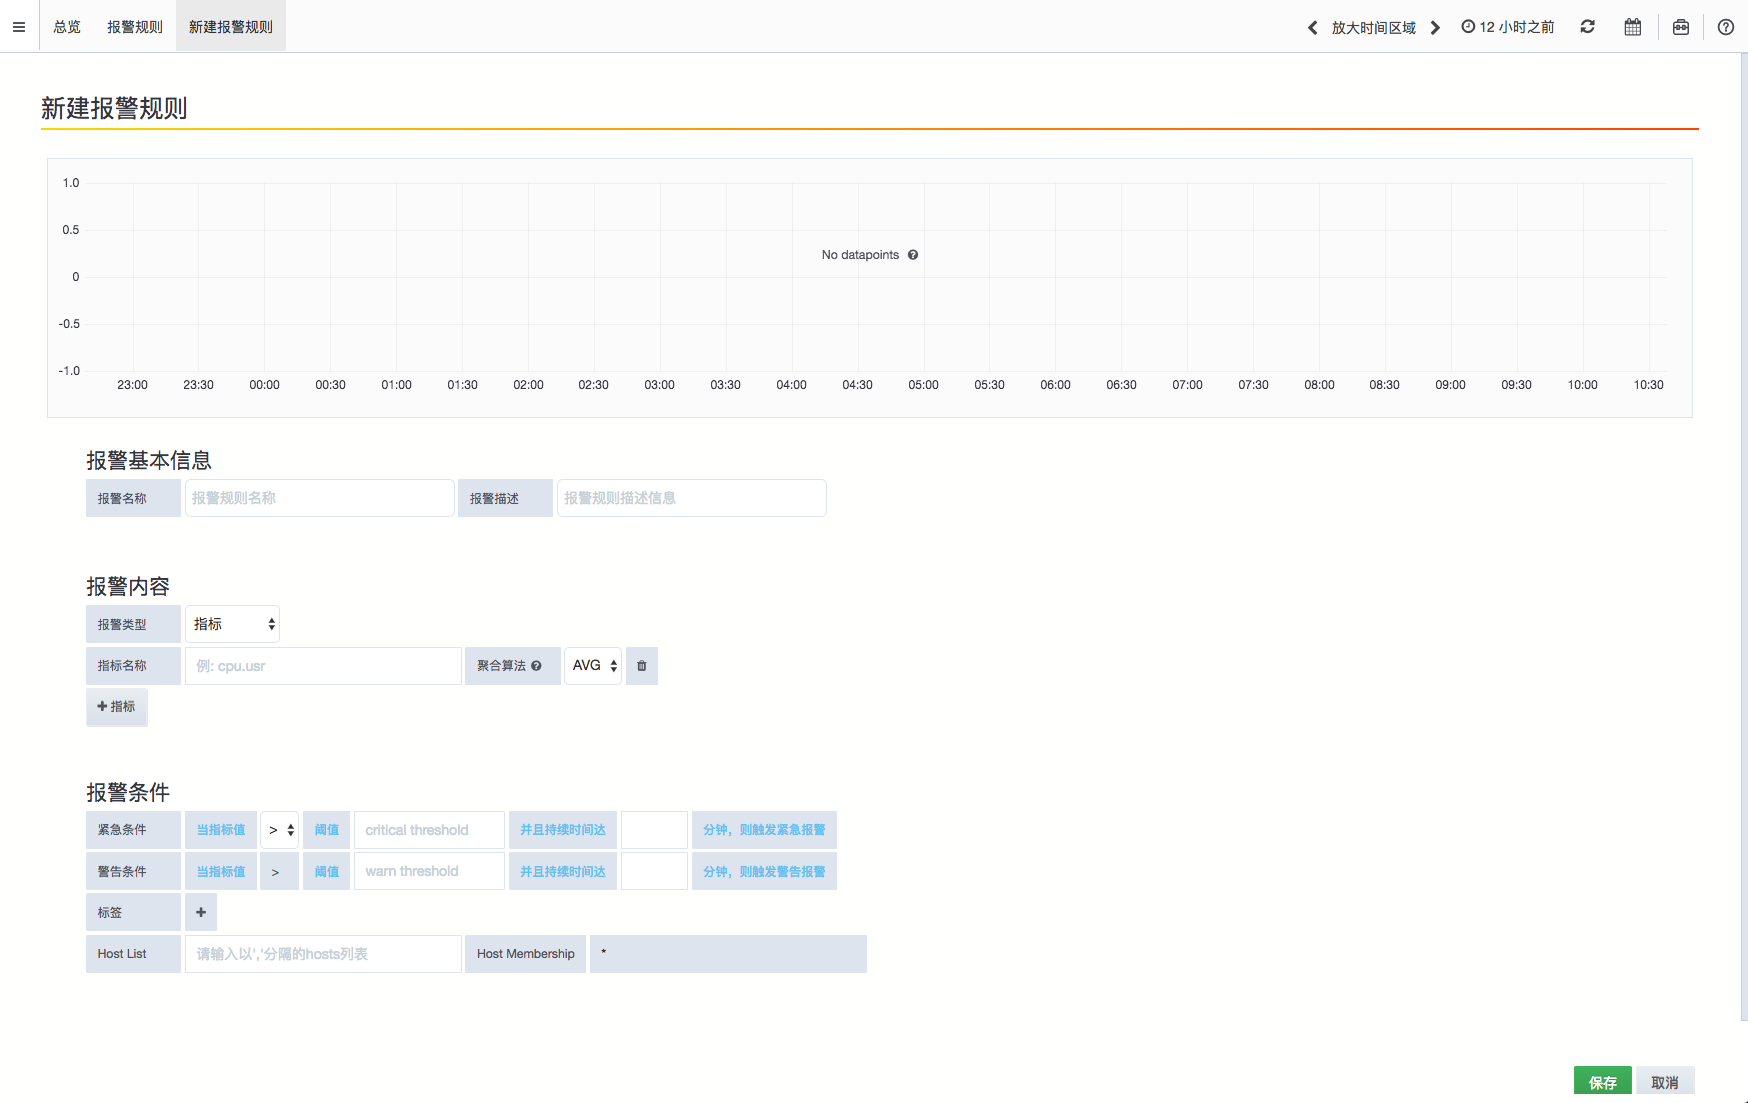 总览 报警规则 新建报警规则 放大时间区域 12 小时之前
新建报警规则
1.0
0.5
No datapoints
0
-0.5
-1.0
23:00 23:30 00:00 00:30 01:00 01:30 02:00 02:30 03:00 03:30 04:00 04:30 05:00 05:30 06:00 06:30 07:00 07:30 08:00 08:30 09:00 09:30 10:00 10:30
报警基本信息
报警名称 报警规则名称 报警描述 报警规则描述信息
报警内容
报警类型 指标
指标名称 例: cpu.usr 聚合算法 AVG
+ 指标
报警条件
紧急条件 当指标值 > 阈值 critical threshold 并且持续时间达 分钟，则触发紧急报警
警告条件 当指标值 > 阈值 warn threshold 并且持续时间达 分钟，则触发警告报警
标签 +
Host List 请输入以','分隔的hosts列表 Host Membership *
保存 取消